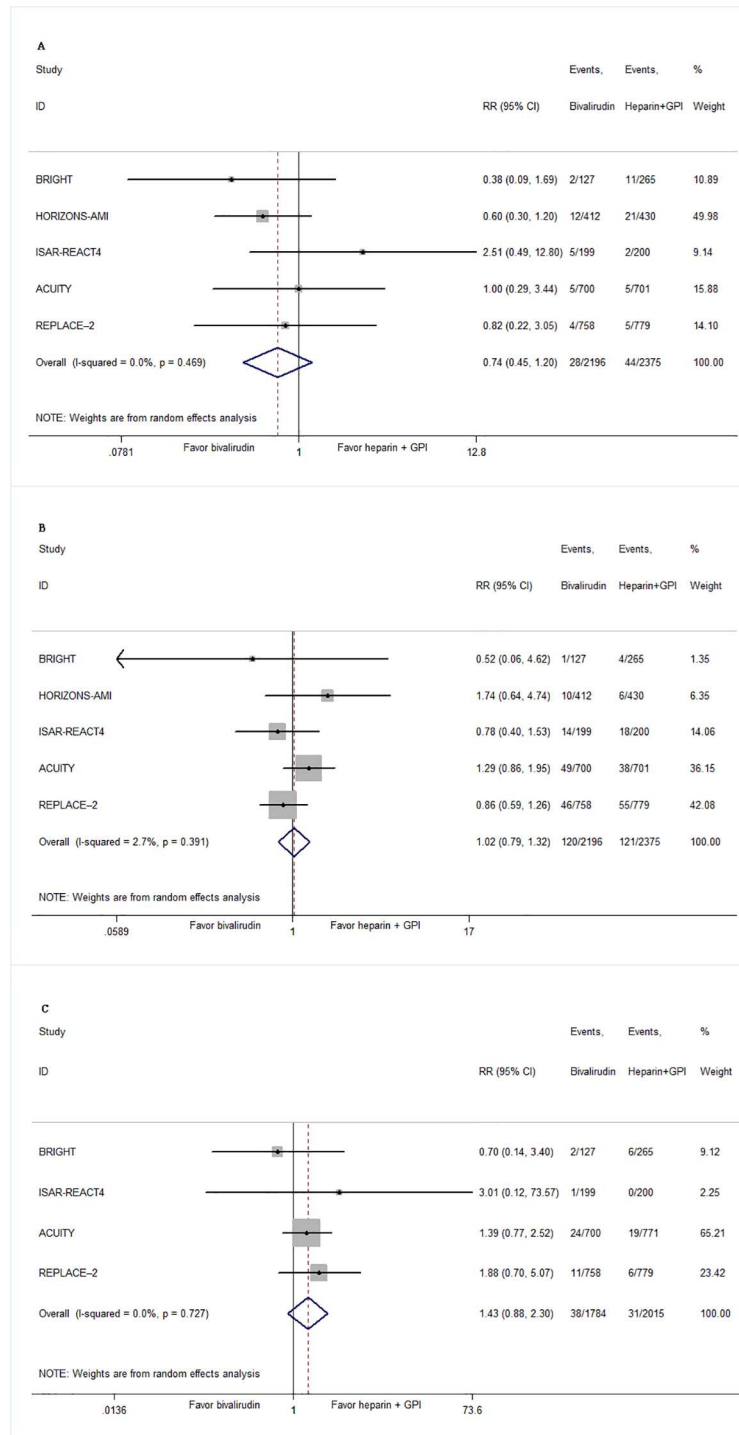 A
Study Events, Events, %
ID RR (95% CI) Bivalirudin Heparin+GPI Weight
BRIGHT 0.38 (0.09, 1.69) 2/127 11/265 10.89
HORIZONS-AMI 0.60 (0.30, 1.20) 12/412 21/430 49.98
ISAR-REACT4 2.51 (0.49, 12.80) 5/199 2/200 9.14
ACUITY 1.00 (0.29, 3.44) 5/700 5/701 15.88
REPLACE–2 0.82 (0.22, 3.05) 4/758 5/779 14.10
Overall (I-squared = 0.0%, p = 0.469) 0.74 (0.45, 1.20) 28/2196 44/2375 100.00
NOTE: Weights are from random effects analysis
Favor bivalirudin Favor heparin + GPI
.0781 1 12.8
B
Study Events, Events, %
ID RR (95% CI) Bivalirudin Heparin+GPI Weight
BRIGHT 0.52 (0.06, 4.62) 1/127 4/265 1.35
HORIZONS-AMI 1.74 (0.64, 4.74) 10/412 6/430 6.35
ISAR-REACT4 0.78 (0.40, 1.53) 14/199 18/200 14.06
ACUITY 1.29 (0.86, 1.95) 49/700 38/701 36.15
REPLACE–2 0.86 (0.59, 1.26) 46/758 55/779 42.08
Overall (I-squared = 2.7%, p = 0.391) 1.02 (0.79, 1.32) 120/2196 121/2375 100.00
NOTE: Weights are from random effects analysis
Favor bivalirudin Favor heparin + GPI
.0589 1 17
C
Study Events, Events, %
ID RR (95% CI) Bivalirudin Heparin+GPI Weight
BRIGHT 0.70 (0.14, 3.40) 2/127 6/265 9.12
ISAR-REACT4 3.01 (0.12, 73.57) 1/199 0/200 2.25
ACUITY 1.39 (0.77, 2.52) 24/700 19/771 65.21
REPLACE–2 1.88 (0.70, 5.07) 11/758 6/779 23.42
Overall (I-squared = 0.0%, p = 0.727) 1.43 (0.88, 2.30) 38/1784 31/2015 100.00
NOTE: Weights are from random effects analysis
Favor bivalirudin Favor heparin + GPI
.0136 1 73.6